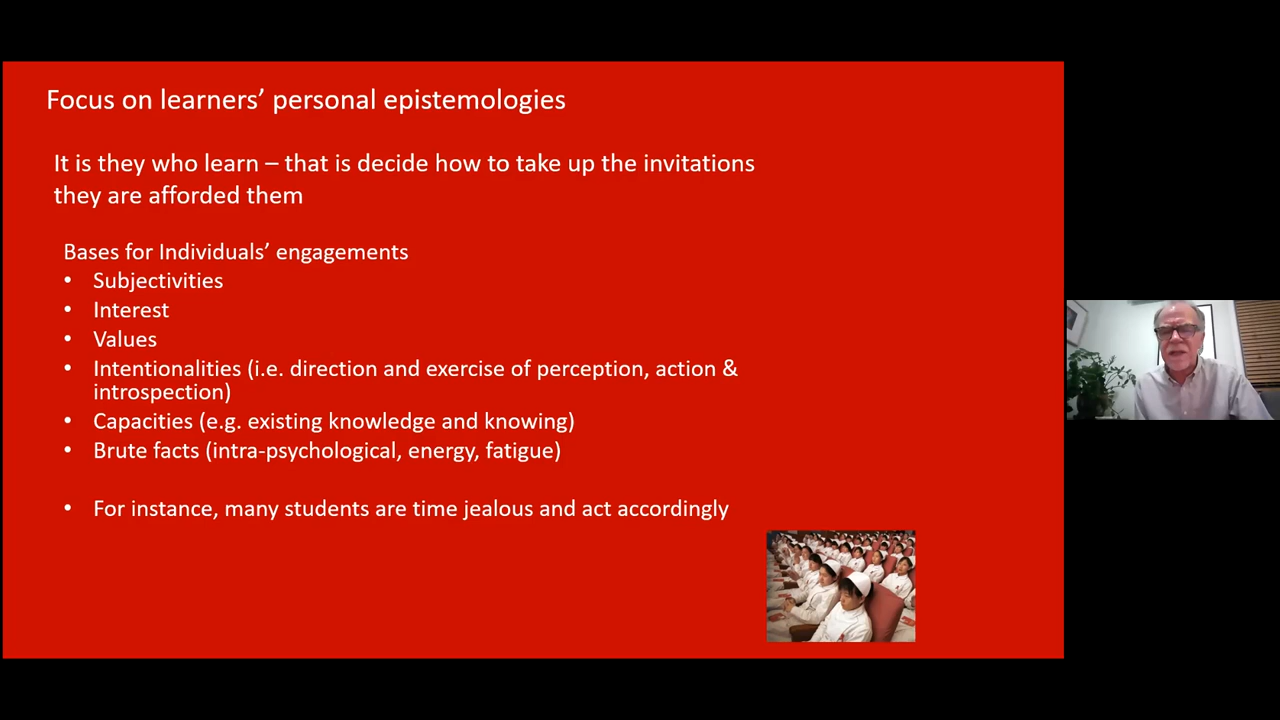 Focus on learners’ personal epistemologies
It is they who learn – that is decide how to take up the invitations
they are afforded them
Bases for Individuals’ engagements
• Subjectivities
• Interest
• Values
• Intentionalities (i.e. direction and exercise of perception, action &
introspection)
• Capacities (e.g. existing knowledge and knowing)
• Brute facts (intra-psychological, energy, fatigue)
• For instance, many students are time jealous and act accordingly